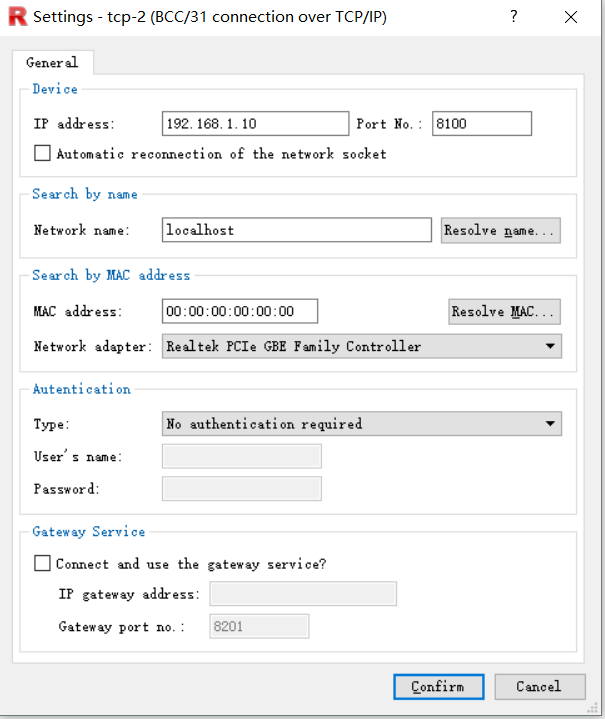 R Settings - tcp-2 (BCC/31 connection over TCP/IP) ?
General
Device
IP address: 192.168.1.10 Port No.: 8100
Automatic reconnection of the network socket
Search by name
Network name: localhost Resolve name...
Search by MAC address
MAC address: 00:00:00:00:00:00 Resolve MAC...
Network adapter: Realtek PCIe GBE Family Controller
Autentication
Type: No authentication required
User's name:
Password:
Gateway Service
Connect and use the gateway service?
IP gateway address:
Gateway port no.: 8201
Confirm Cancel